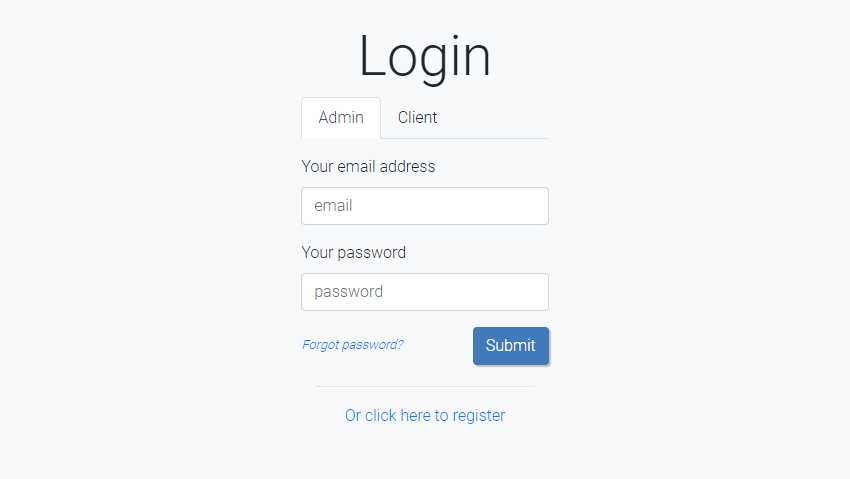 Login
Admin Client
Your email address
email
Your password
password
Forgot password? Submit
Or click here to register